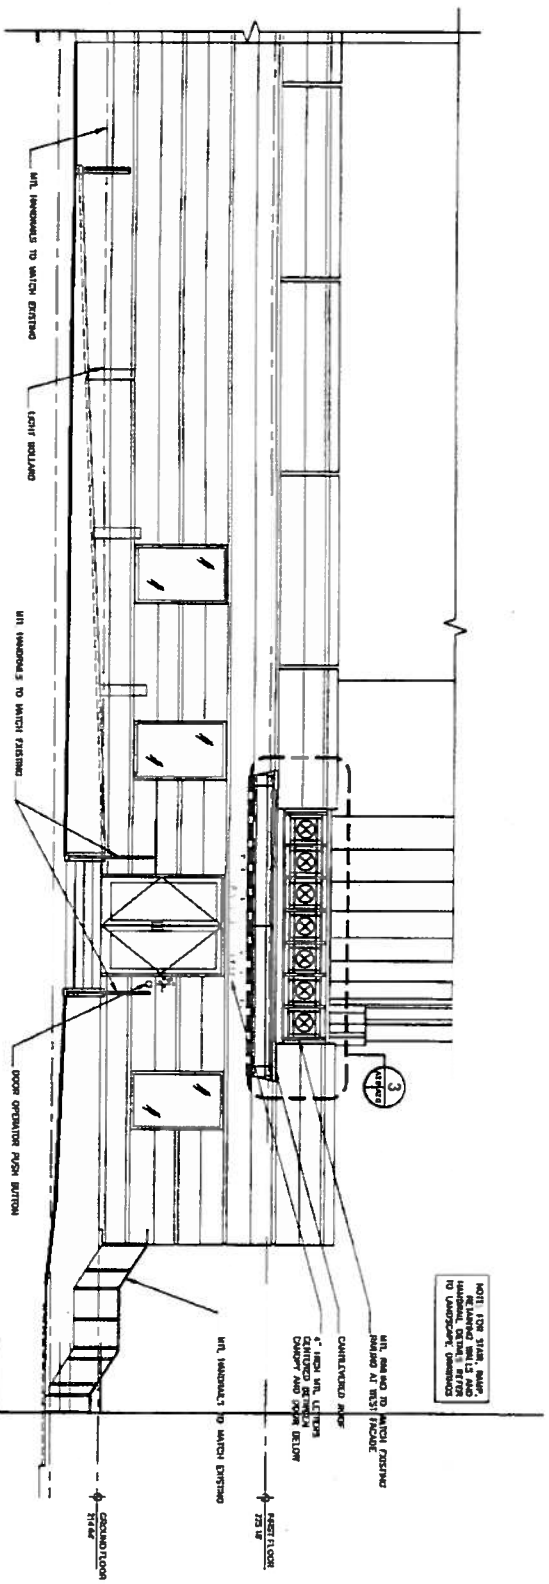 NOTE: FOR STAIR, RAMP,
RETAINING WALLS AND
HANDRAIL DETAILS REFER
TO LANDSCAPE DRAWINGS
MTL RAILING TO MATCH EXISTING
RAILING AT WEST FACADE
CANTILEVERED ROOF
4" HIGH MTL LETTERS
CENTERED BETWEEN
CANOPY AND DOOR BELOW
MTL HANDRAILS TO MATCH EXISTING
FIRST FLOOR
GROUND FLOOR
3
MTL HANDRAILS TO MATCH EXISTING
LIGHT BOLLARD
MTL HANDRAILS TO MATCH EXISTING
DOOR OPERATOR PUSH BUTTON